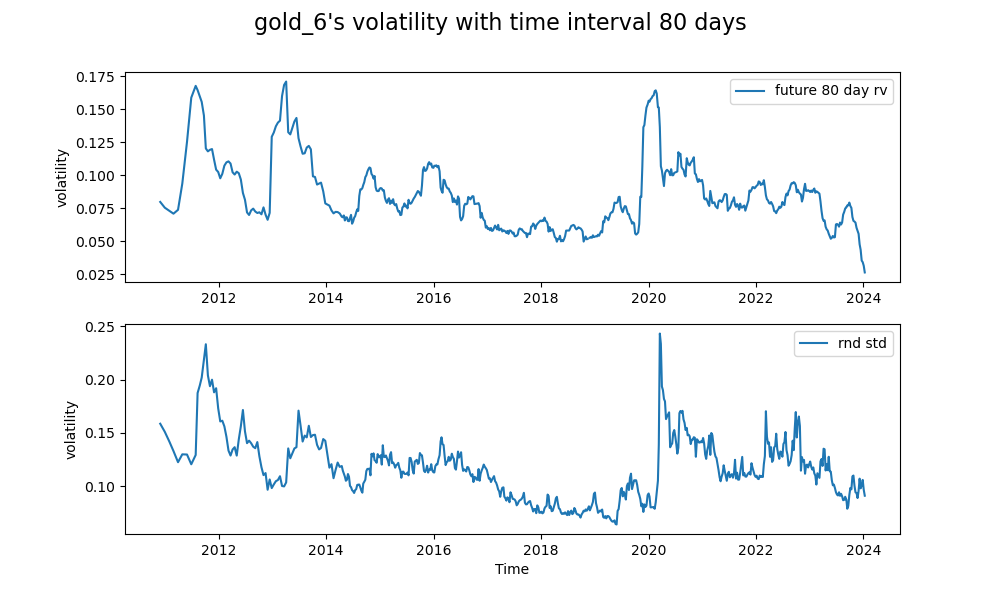 gold_6's volatility with time interval 80 days
0.175
0.150
0.125
0.100
0.075
0.050
0.025
volatility
future 80 day rv
2012 2014 2016 2018 2020 2022 2024
0.25
0.20
0.15
0.10
volatility
rnd std
2012 2014 2016 2018 2020 2022 2024
Time